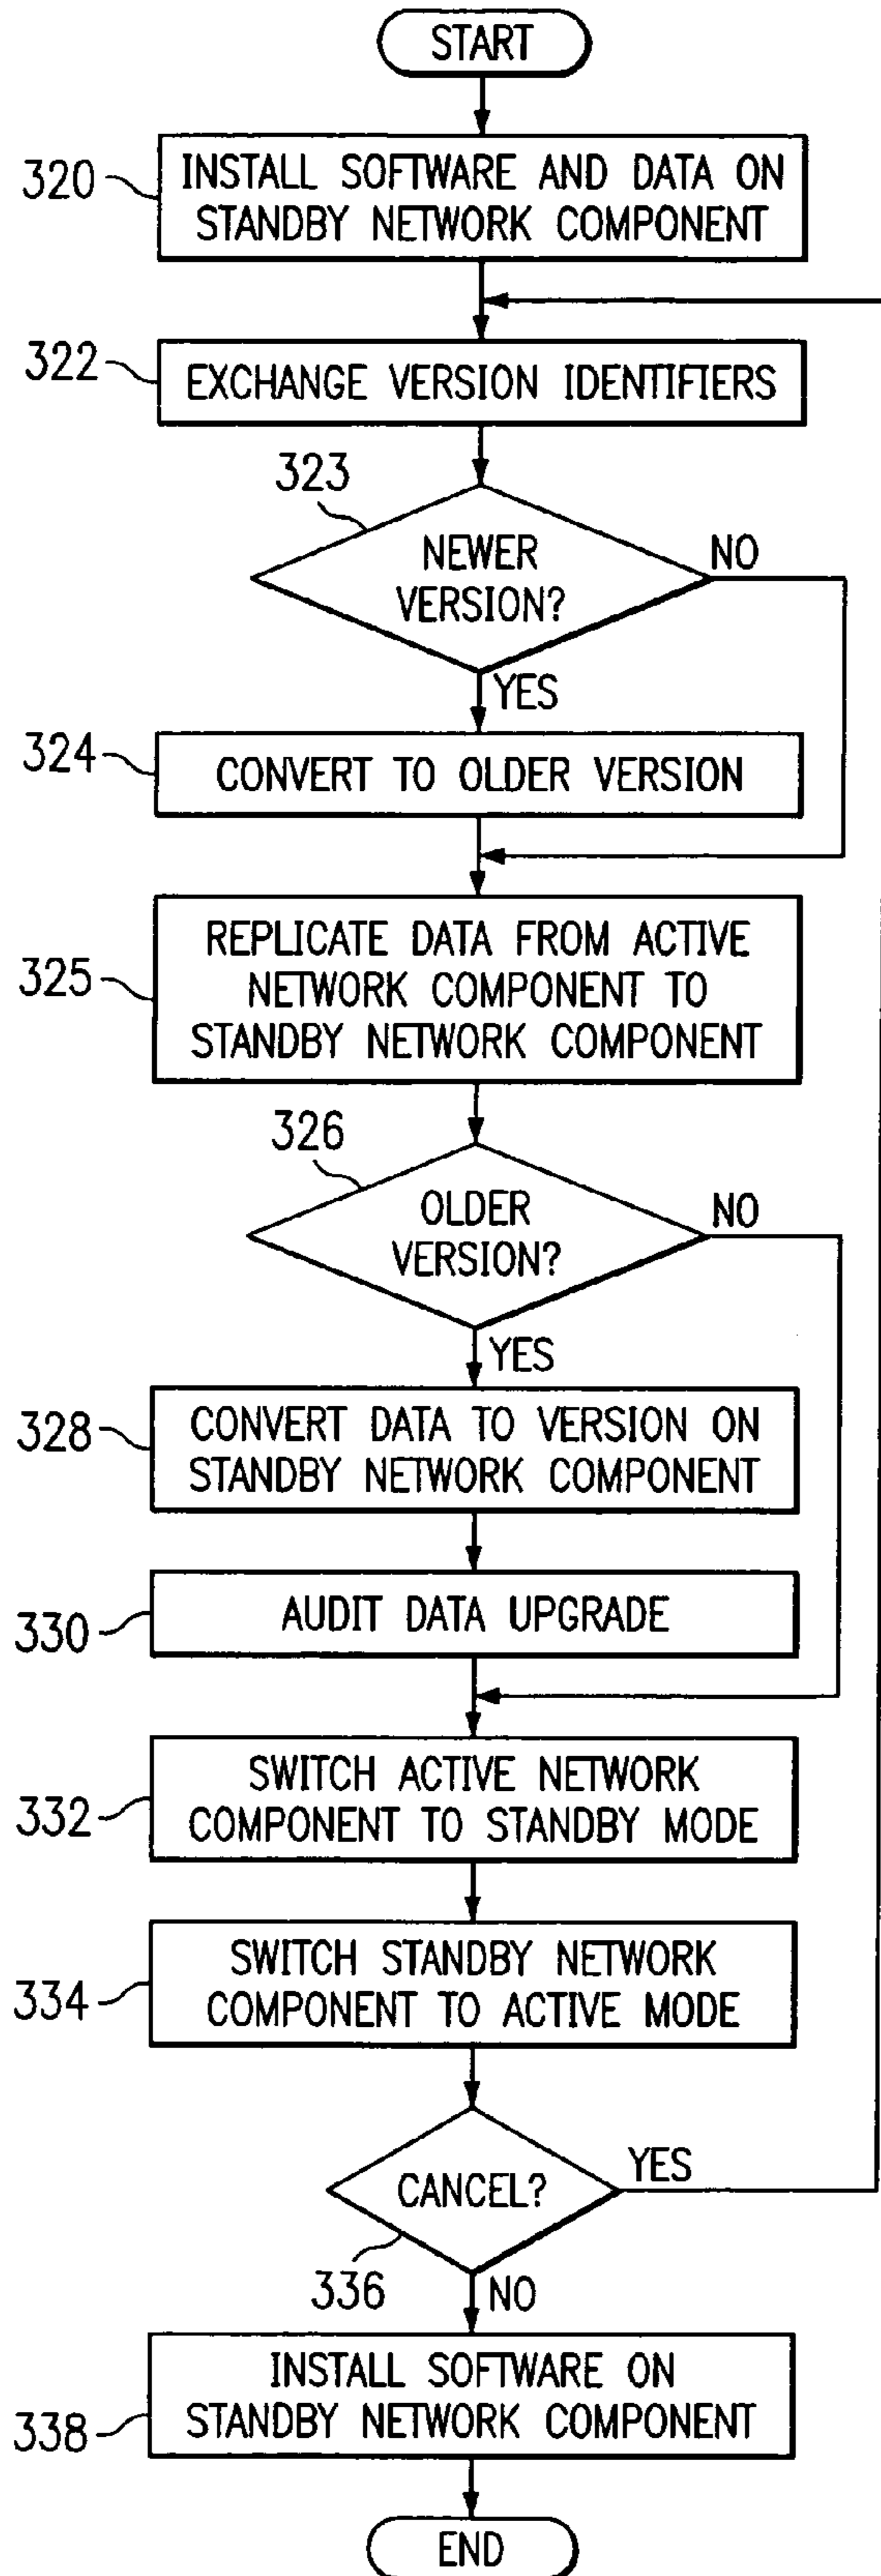 START
320
INSTALL SOFTWARE AND DATA ON
STANDBY NETWORK COMPONENT
322
EXCHANGE VERSION IDENTIFIERS
323
NEWER
VERSION?
NO
YES
324
CONVERT TO OLDER VERSION
325
REPLICATE DATA FROM ACTIVE
NETWORK COMPONENT TO
STANDBY NETWORK COMPONENT
326
OLDER
VERSION?
NO
YES
328
CONVERT DATA TO VERSION ON
STANDBY NETWORK COMPONENT
330
AUDIT DATA UPGRADE
332
SWITCH ACTIVE NETWORK
COMPONENT TO STANDBY MODE
334
SWITCH STANDBY NETWORK
COMPONENT TO ACTIVE MODE
CANCEL?
YES
336
NO
338
INSTALL SOFTWARE ON
STANDBY NETWORK COMPONENT
END